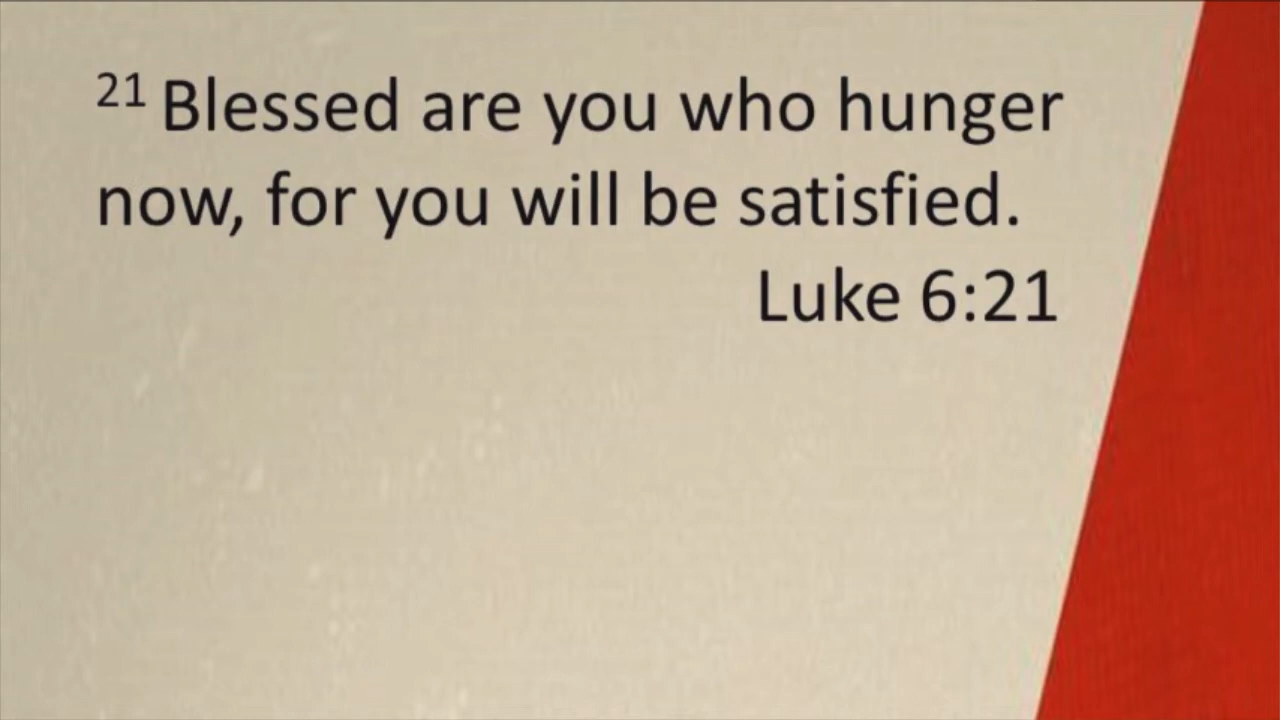 21 Blessed are you who hunger
now, for you will be satisfied.
Luke 6:21